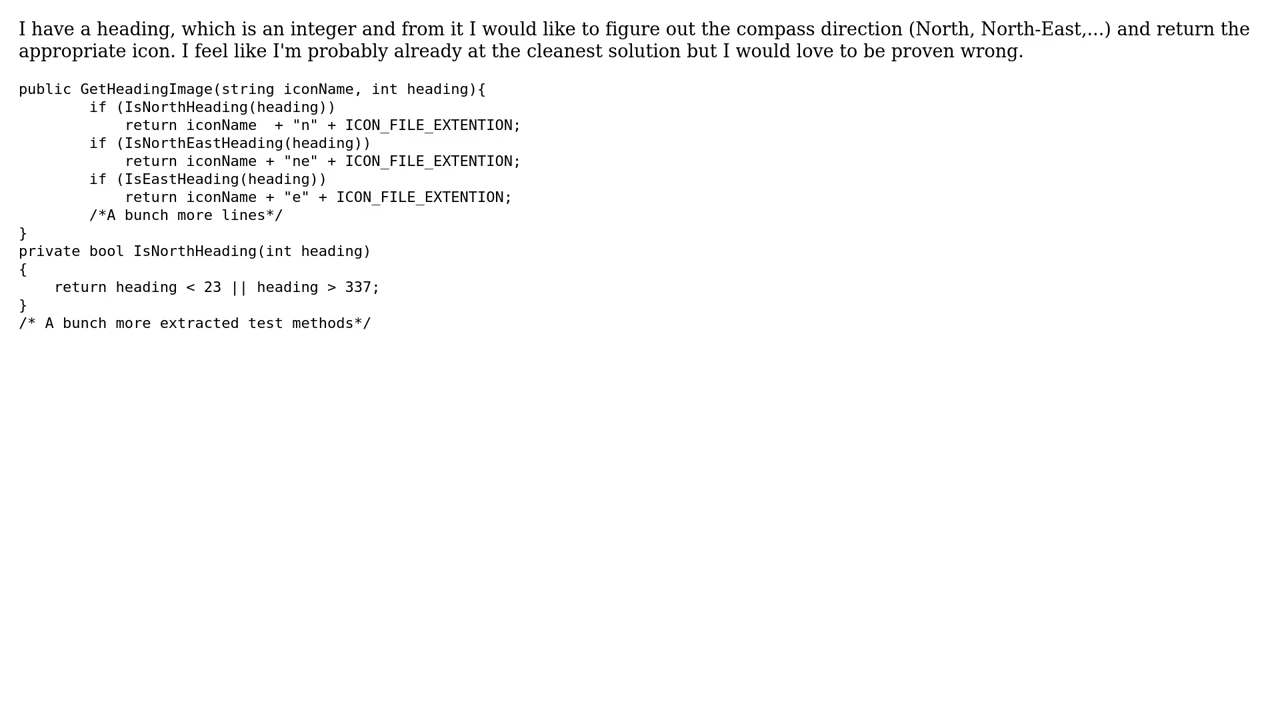 I have a heading, which is an integer and from it I would like to figure out the compass direction (North, North-East,...) and return the
appropriate icon. I feel like I'm probably already at the cleanest solution but I would love to be proven wrong.
public GetHeadingImage(string iconName, int heading){
        if (IsNorthHeading(heading))
            return iconName  + "n" + ICON_FILE_EXTENTION;
        if (IsNorthEastHeading(heading))
            return iconName + "ne" + ICON_FILE_EXTENTION;
        if (IsEastHeading(heading))
            return iconName + "e" + ICON_FILE_EXTENTION;
        /*A bunch more lines*/
}
private bool IsNorthHeading(int heading)
{
    return heading < 23 || heading > 337;
}
/* A bunch more extracted test methods*/